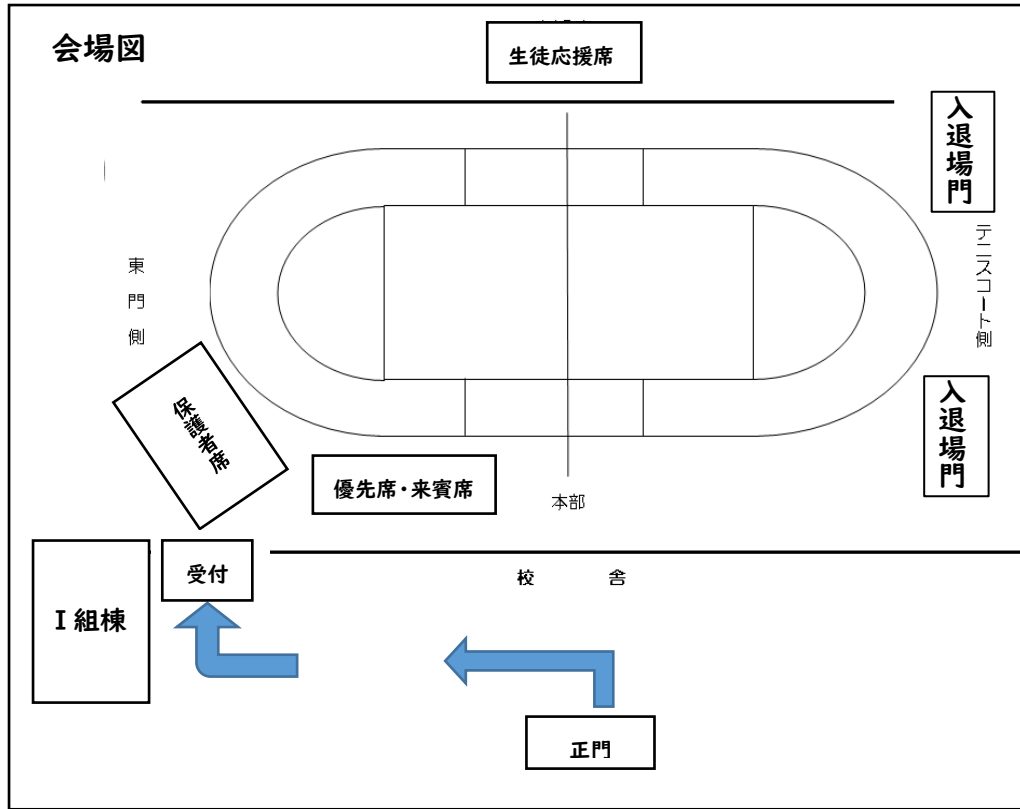 会場図
生徒応援席
入退場門
テニスコート側
東門側
保護者席
入退場門
優先席・来賓席
本部
受付
校舎
I組棟
正門